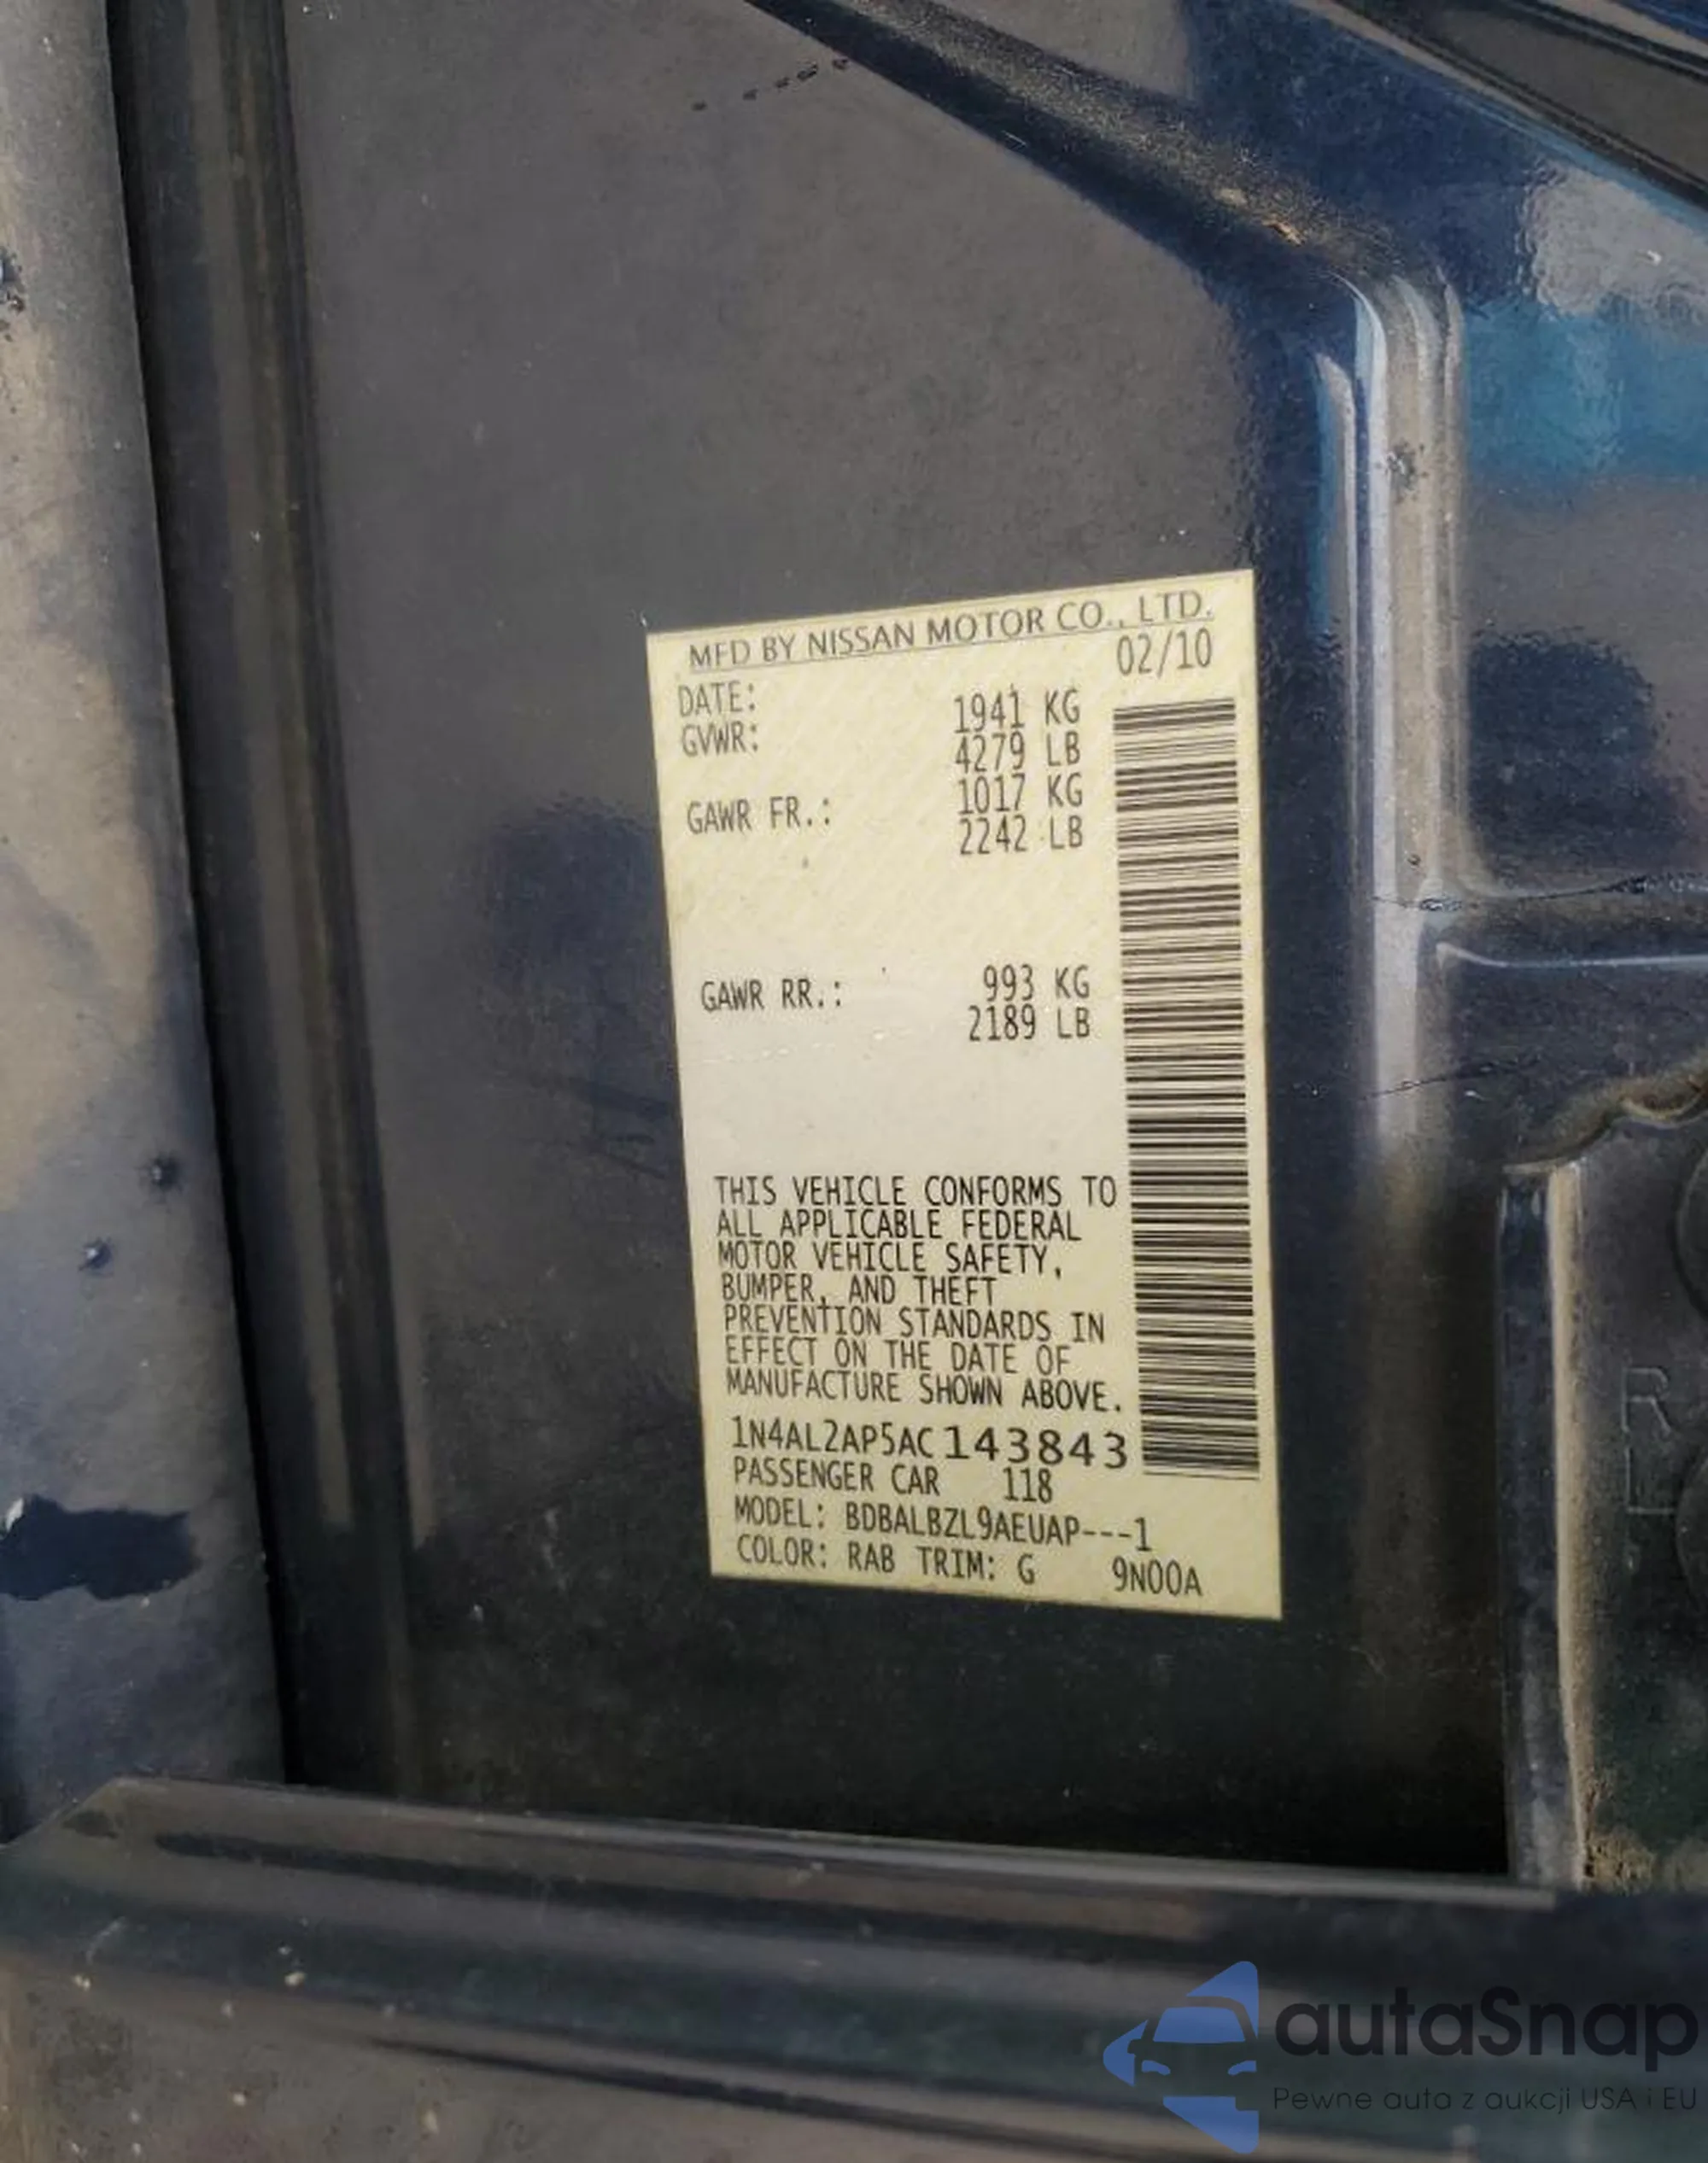 MFD BY NISSAN MOTOR CO., LTD.
DATE: 02/10
GVWR: 1941 KG
4279 LB
GAWR FR.: 1017 KG
2242 LB
GAWR RR.: 993 KG
2189 LB
THIS VEHICLE CONFORMS TO
ALL APPLICABLE FEDERAL
MOTOR VEHICLE SAFETY,
BUMPER, AND THEFT
PREVENTION STANDARDS IN
EFFECT ON THE DATE OF
MANUFACTURE SHOWN ABOVE.
1N4AL2AP5AC143843
PASSENGER CAR 118
MODEL: BDBALBZL9AEUAP---1
COLOR: RAB TRIM: G 9N00A
R
L
autaSnap
Pewne auta z aukcji USA i EU